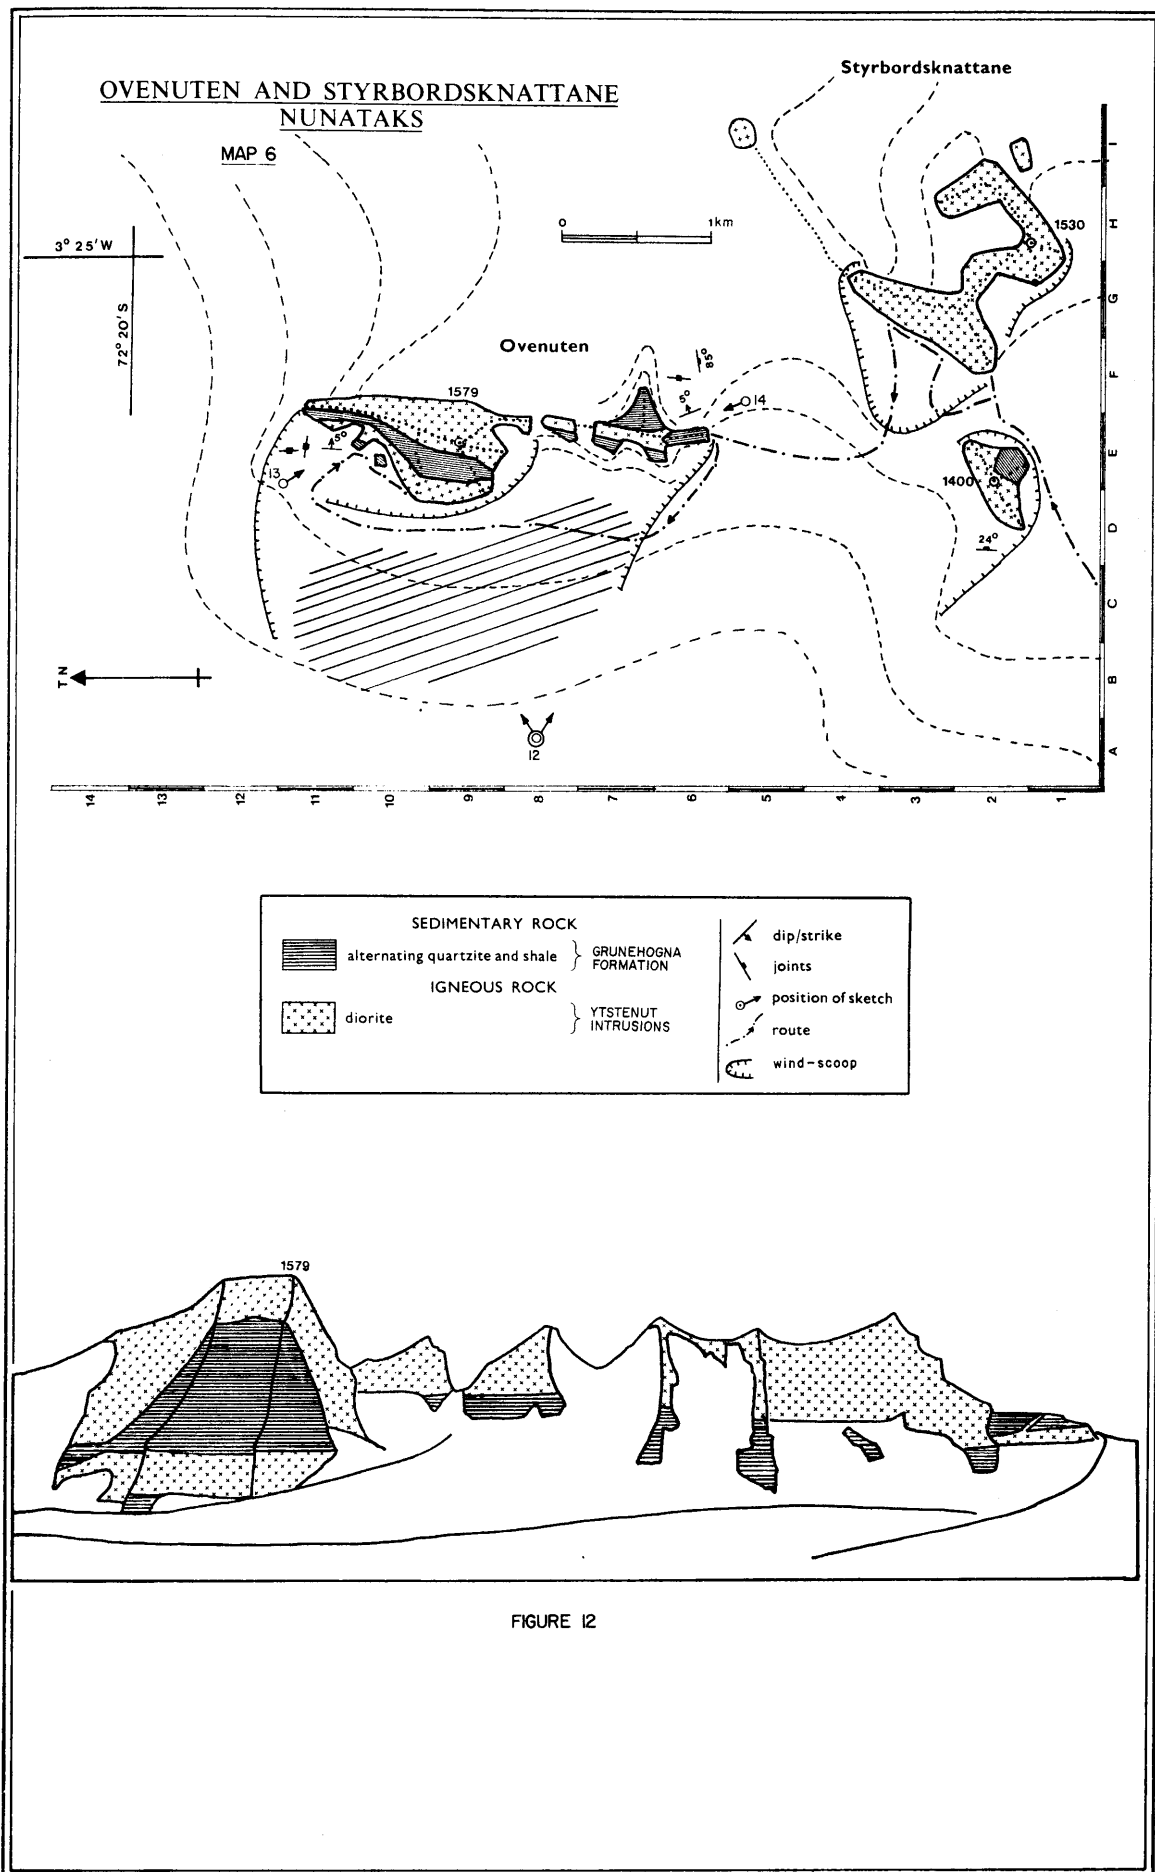 OVENUTEN AND STYRBORDSKNATTANE
NUNATAKS
MAP 6
Styrbordsknattane
3° 25' W
72° 20' S
0 1km
1530
Ovenuten
1579
85°
5°
14
45°
13
1400
24°
TN
12
I
H
G
F
E
D
C
B
A
14 13 12 11 10 9 8 7 6 5 4 3 2 1
SEDIMENTARY ROCK
alternating quartzite and shale } GRUNEHOGNA
FORMATION
IGNEOUS ROCK
diorite } YTSTENUT
INTRUSIONS
dip/strike
joints
position of sketch
route
wind-scoop
1579
FIGURE 12